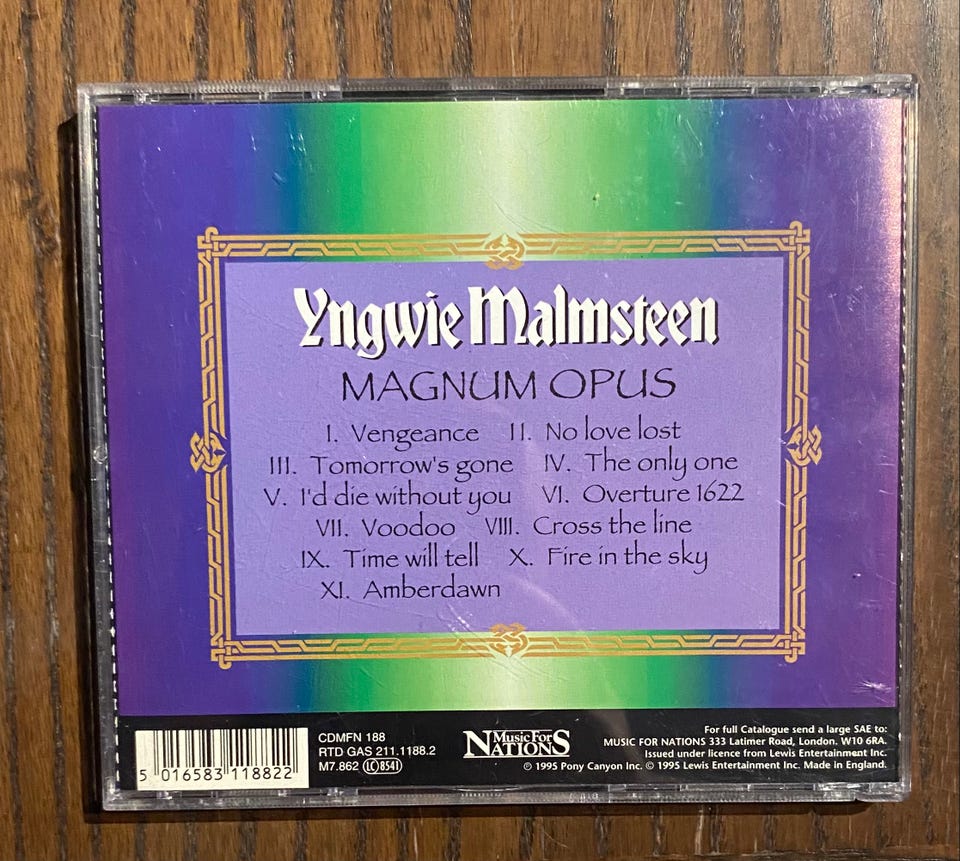 Yngwie Malmsteen
MAGNUM OPUS
I. Vengeance II. No love lost
III. Tomorrow's gone IV. The only one
V. I'd die without you VI. Overture 1622
VII. Voodoo VIII. Cross the line
IX. Time will tell X. Fire in the sky
XI. Amberdawn
5 016583 118822
CDMFN 188
RTD GAS 211.1188.2
M7.862 LC 8541
Music For NATIONS
For full Catalogue send a large SAE to:
MUSIC FOR NATIONS 333 Latimer Road, London. W10 6RA.
Issued under licence from Lewis Entertainment Inc.
℗ 1995 Pony Canyon Inc. © 1995 Lewis Entertainment Inc. Made in England.